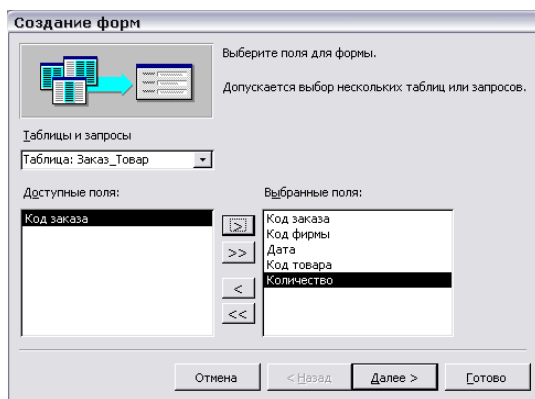 Создание форм
Выберите поля для формы.
Допускается выбор нескольких таблиц или запросов.
Таблицы и запросы
Таблица: Заказ_Товар
Доступные поля:
Выбранные поля:
Код заказа
>
>>
<
<<
Код заказа
Код фирмы
Дата
Код товара
Количество
Отмена
< Назад
Далее >
Готово